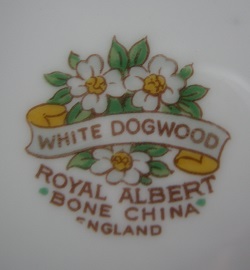 WHITE DOGWOOD
ROYAL ALBERT
BONE CHINA
ENGLAND